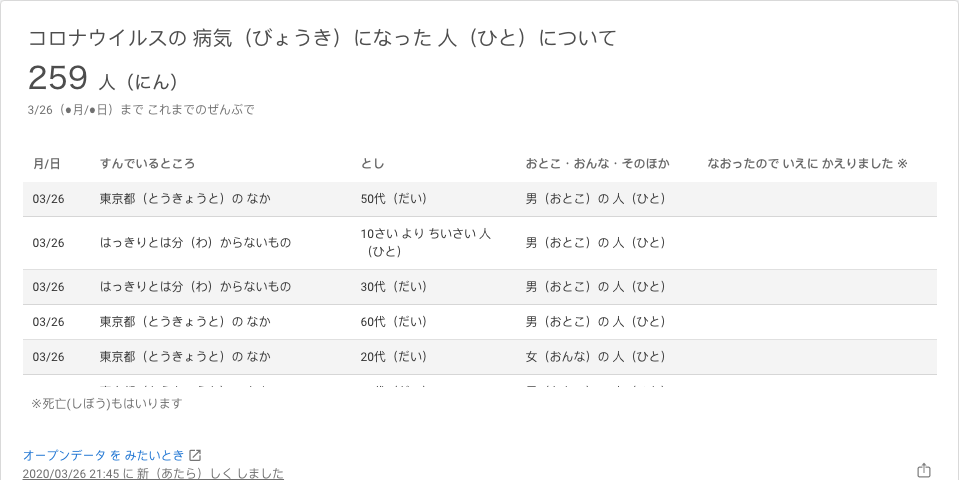 コロナウイルスの 病気（びょうき）になった 人（ひと）について
259 人（にん）
3/26（●月/●日）まで これまでのぜんぶで
月/日 すんでいるところ とし おとこ・おんな・そのほか なおったので いえに かえりました ※
03/26 東京都（とうきょうと）の なか 50代（だい） 男（おとこ）の 人（ひと）
03/26 はっきりとは分（わ）からないもの 10さい より ちいさい 人（ひと） 男（おとこ）の 人（ひと）
03/26 はっきりとは分（わ）からないもの 30代（だい） 男（おとこ）の 人（ひと）
03/26 東京都（とうきょうと）の なか 60代（だい） 男（おとこ）の 人（ひと）
03/26 東京都（とうきょうと）の なか 20代（だい） 女（おんな）の 人（ひと）
※死亡(しぼう)もはいります
オープンデータ を みたいとき
2020/03/26 21:45 に 新（あたら）しく しました